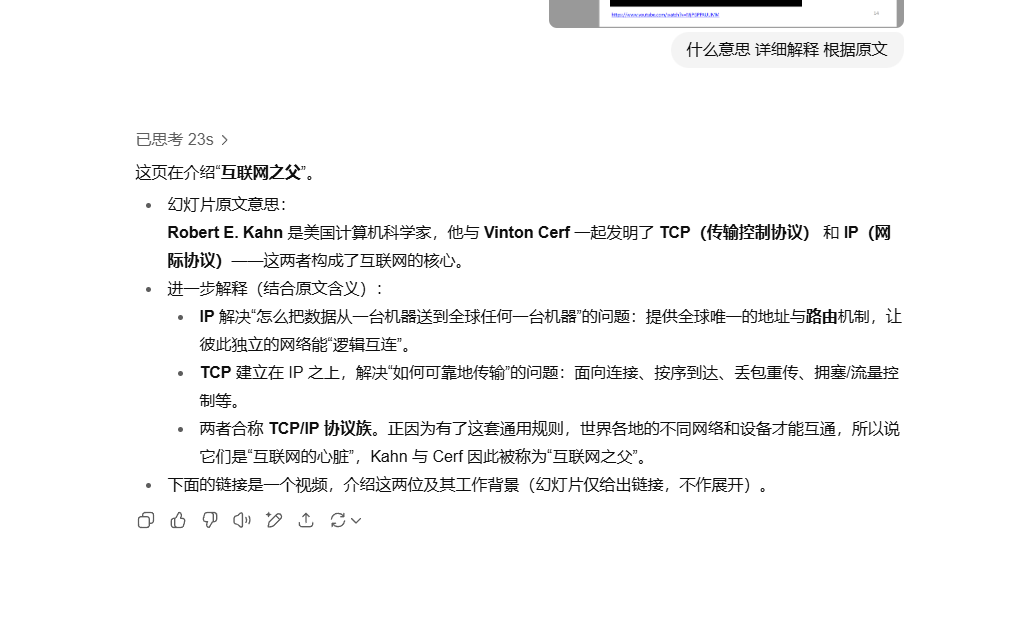 什么意思 详细解释 根据原文
已思考 23s
这页在介绍“互联网之父”。
幻灯片原文意思：
Robert E. Kahn 是美国计算机科学家，他与 Vinton Cerf 一起发明了 TCP（传输控制协议） 和 IP（网
际协议）——这两者构成了互联网的核心。
进一步解释（结合原文含义）：
IP 解决“怎么把数据从一台机器送到全球任何一台机器”的问题：提供全球唯一的地址与路由机制，让
彼此独立的网络能“逻辑互连”。
TCP 建立在 IP 之上，解决“如何可靠地传输”的问题：面向连接、按序到达、丢包重传、拥塞/流量控
制等。
两者合称 TCP/IP 协议族。正因为有了这套通用规则，世界各地的不同网络和设备才能互通，所以说
它们是“互联网的心脏”，Kahn 与 Cerf 因此被称为“互联网之父”。
下面的链接是一个视频，介绍这两位及其工作背景（幻灯片仅给出链接，不作展开）。